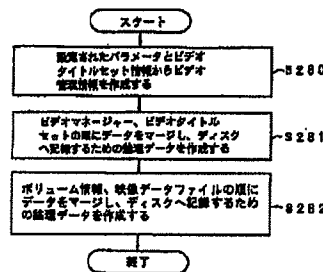 スタート
設定されたパラメータとビデオ
タイトルセット情報からビデオ
管理情報を作成する
S280
ビデオマネージャー、ビデオタイトル
セットの順にデータをマージし、ディスク
へ記録するための論理データを作成する
S281
ボリューム情報、映像データファイルの順に
データをマージし、ディスクへ記録するため
の論理データを作成する
S282
終了